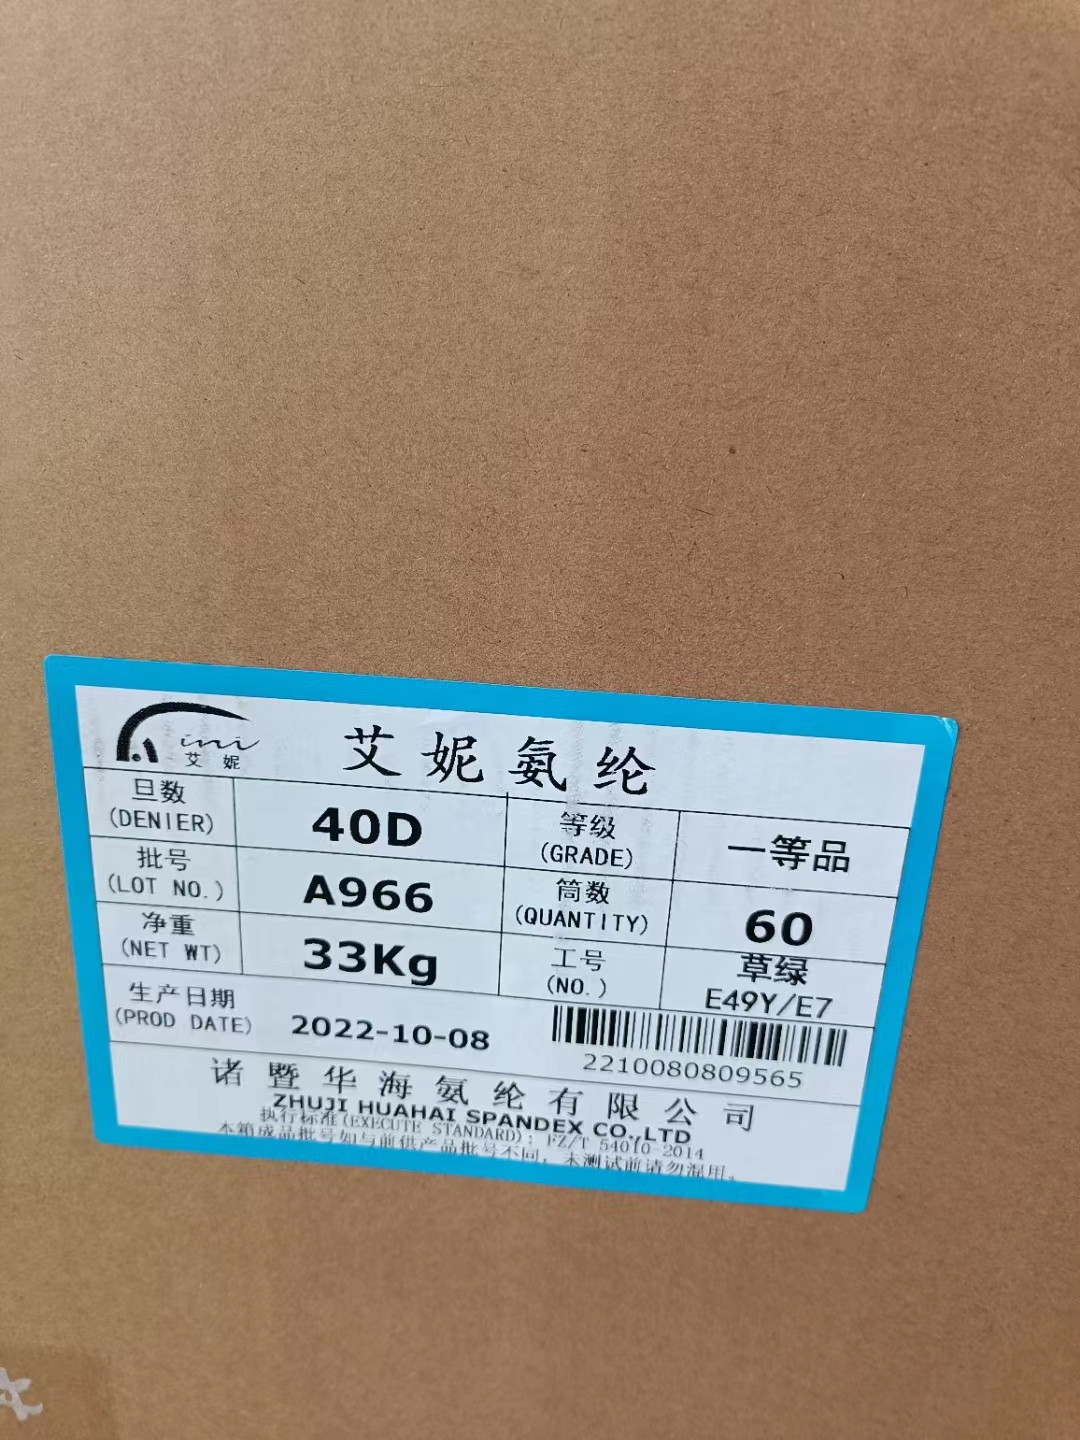 ini
艾妮
艾妮氨纶
旦数
(DENIER)
40D
等级
(GRADE)
一等品
批号
(LOT NO.)
A966
筒数
(QUANTITY)
60
净重
(NET WT)
33Kg
工号
(NO.)
草绿
E49Y/E7
生产日期
(PROD DATE)
2022-10-08
2210080809565
诸暨华海氨纶有限公司
ZHUJI HUAHAI SPANDEX CO.,LTD
执行标准(EXECUTE STANDARD): FZ/T 54010-2014
本箱成品批号如与前供产品批号不同，未测试前请勿混用。